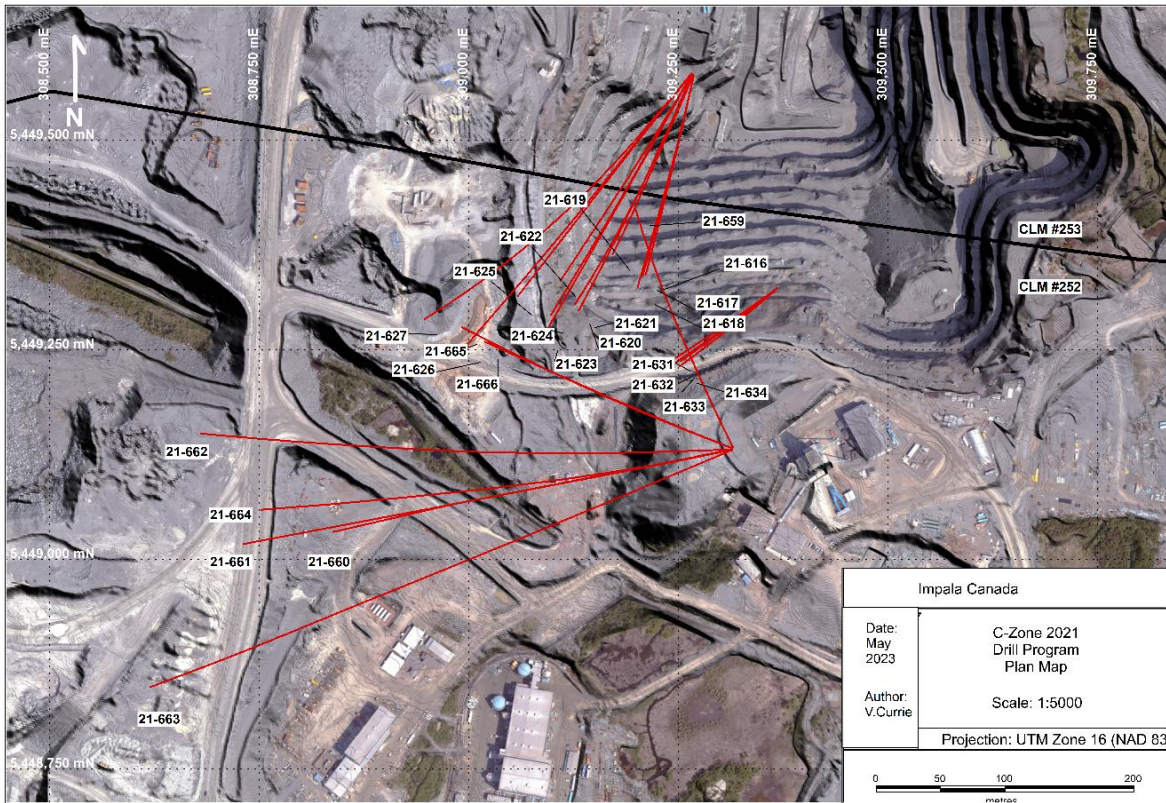 308,500 mE
308,750 mE
309,000 mE
309,250 mE
309,500 mE
309,750 mE
N
5,449,500 mN
21-619
21-659
CLM #253
21-622
21-616
21-625
CLM #252
21-617
21-627
21-624
21-621
21-618
5,449,250 mN
21-620
21-665
21-626
21-623
21-631
21-666
21-632
21-634
21-633
21-662
21-664
21-661
21-660
5,449,000 mN
21-663
5,448,750 mN
Impala Canada
Date:
May
2023
Author:
V.Currie
C-Zone 2021
Drill Program
Plan Map
Scale: 1:5000
Projection: UTM Zone 16 (NAD 83
0 50 100 200
metres